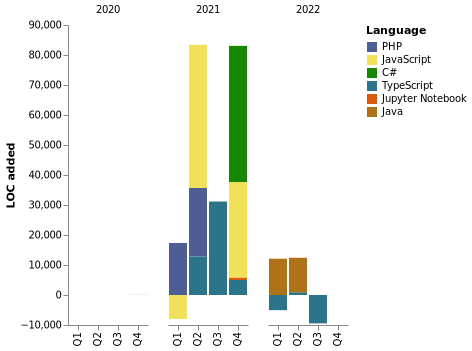 2020 2021 2022
Language
PHP
JavaScript
C#
TypeScript
Jupyter Notebook
Java
LOC added
90,000
80,000
70,000
60,000
50,000
40,000
30,000
20,000
10,000
0
−10,000
Q1 Q2 Q3 Q4 Q1 Q2 Q3 Q4 Q1 Q2 Q3 Q4